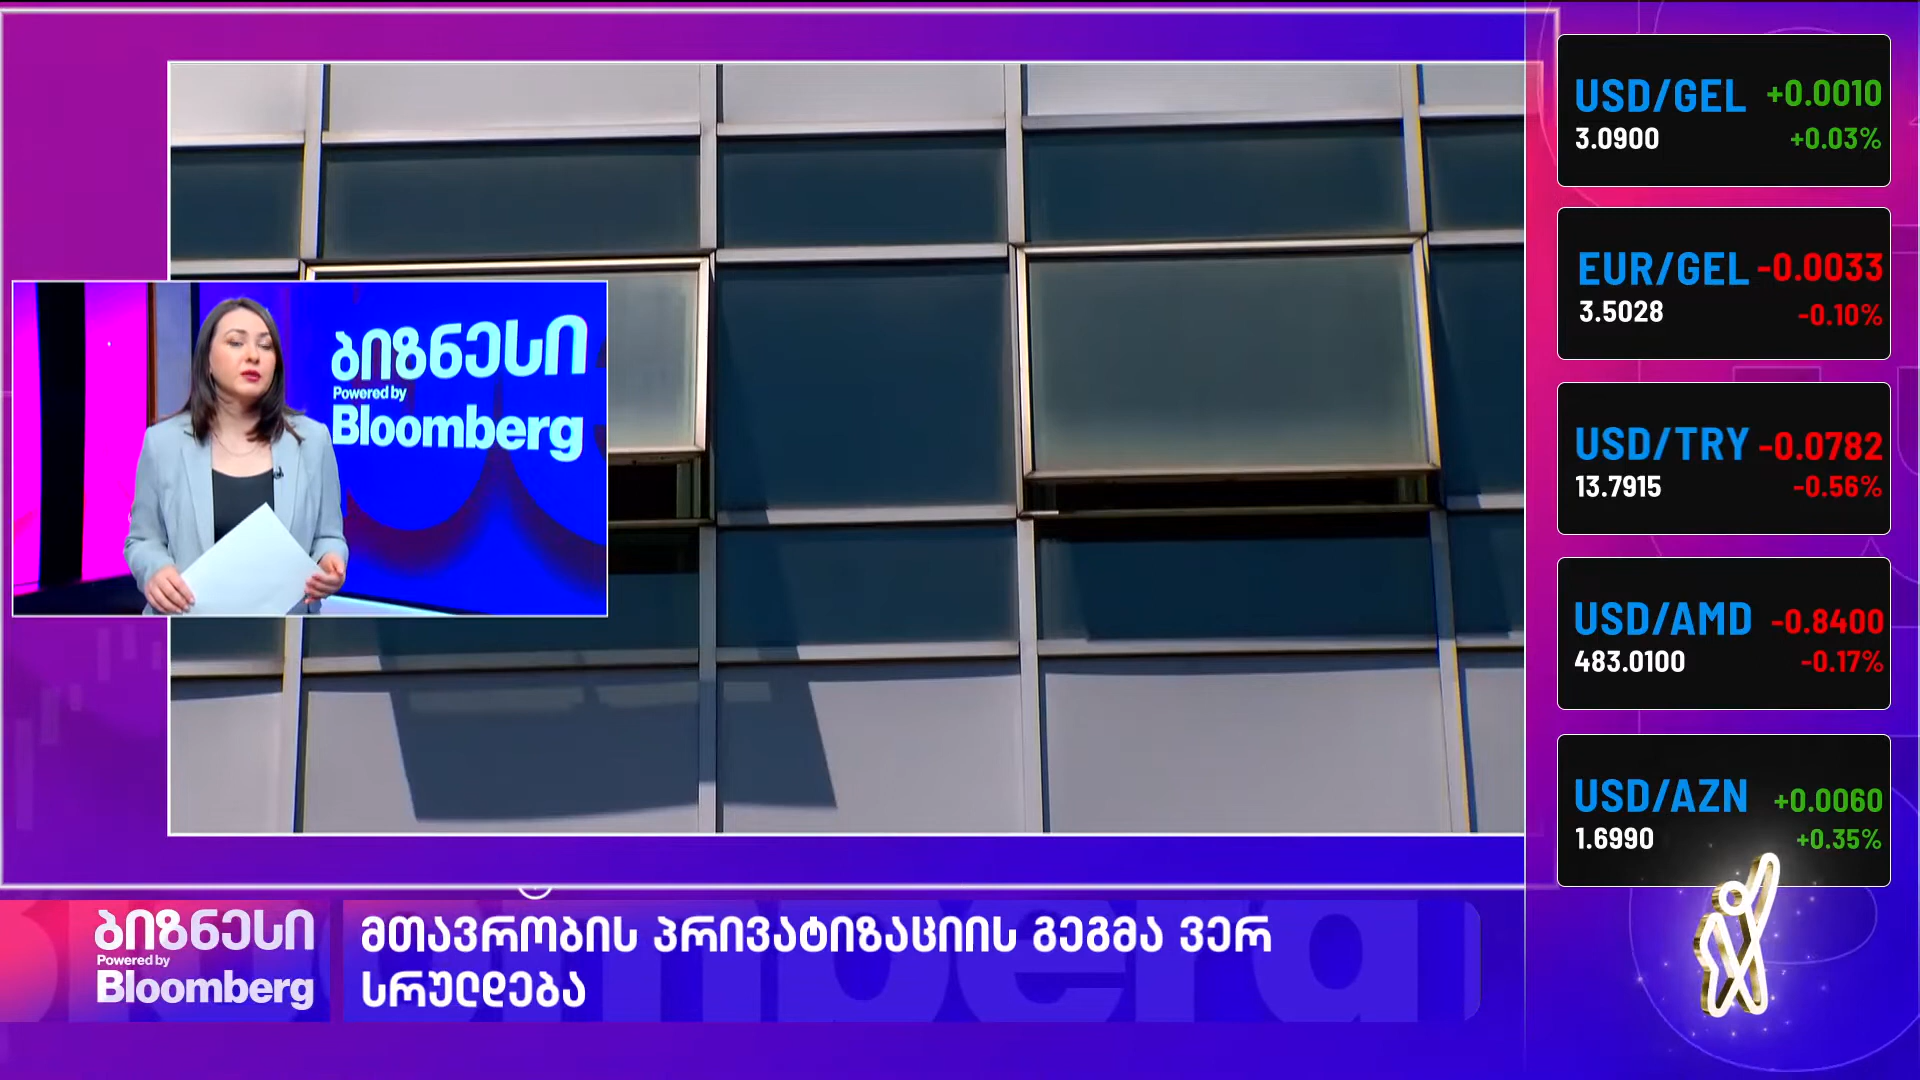 ბიზნესი
Powered by
Bloomberg
USD/GEL +0.0010
3.0900 +0.03%
EUR/GEL -0.0033
3.5028 -0.10%
USD/TRY -0.0782
13.7915 -0.56%
USD/AMD -0.8400
483.0100 -0.17%
USD/AZN +0.0060
1.6990 +0.35%
ბიზნესი
Powered by
Bloomberg
მთავრობის პრივატიზაციის გეგმა ვერ
სრულდება